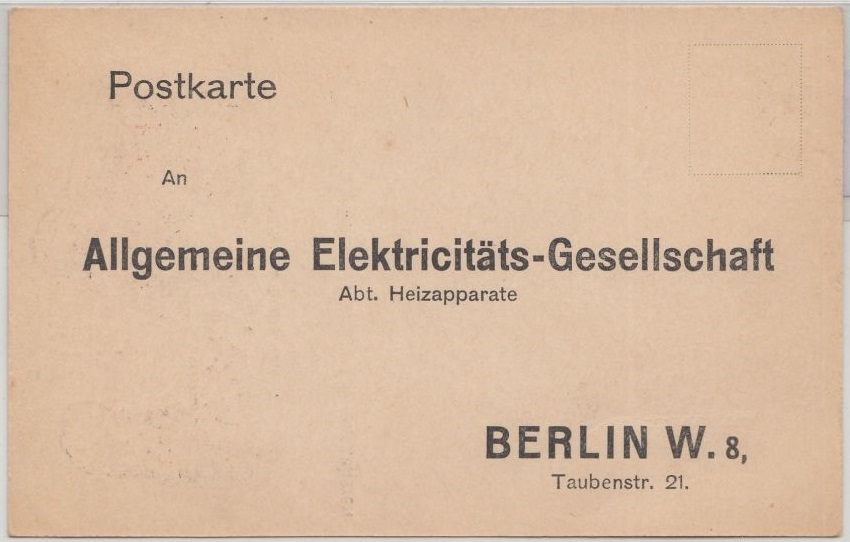 Postkarte
An
Allgemeine Elektricitäts-Gesellschaft
Abt. Heizapparate
BERLIN W. 8,
Taubenstr. 21.